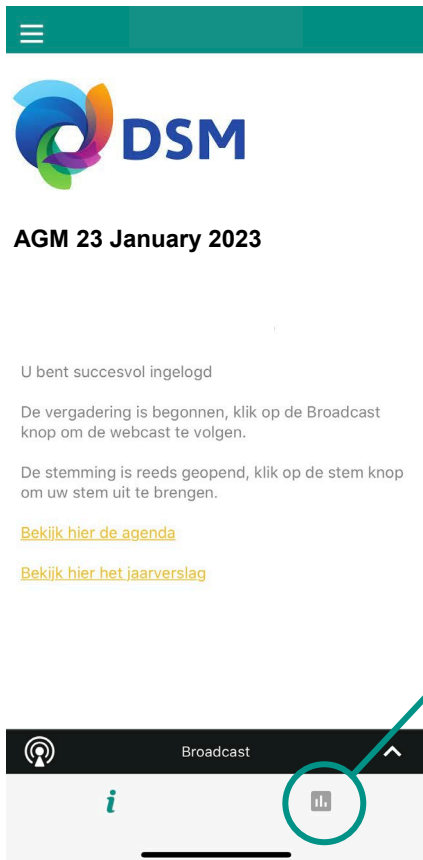 DSM
AGM 23 January 2023
U bent succesvol ingelogd
De vergadering is begonnen, klik op de Broadcast
knop om de webcast te volgen.
De stemming is reeds geopend, klik op de stem knop
om uw stem uit te brengen.
Bekijk hier de agenda
Bekijk hier het jaarverslag
Broadcast
i